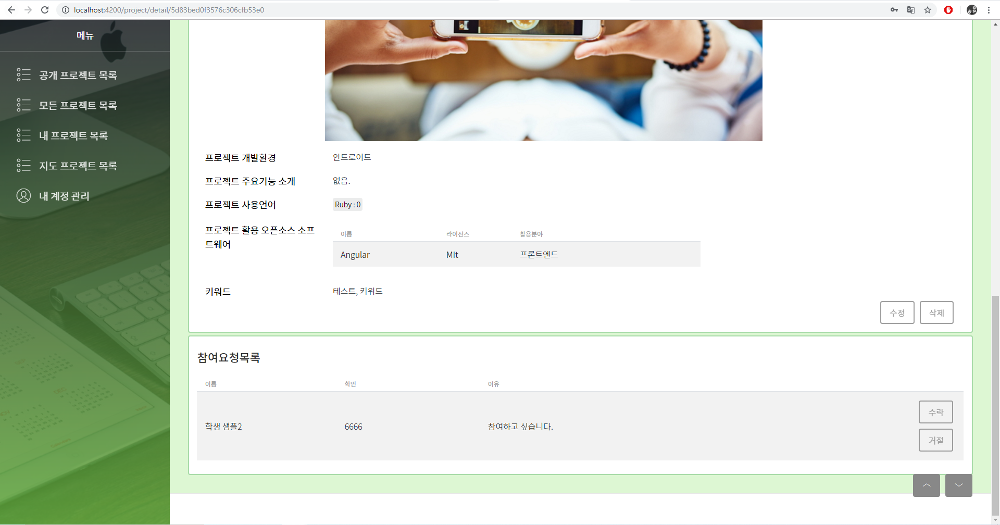 localhost:4200/project/detail/5d83bed0f3576c306cfb53e0
메뉴
공개 프로젝트 목록
모든 프로젝트 목록
내 프로젝트 목록
지도 프로젝트 목록
내 계정 관리
프로젝트 개발환경 안드로이드
프로젝트 주요기능 소개 없음.
프로젝트 사용언어 Ruby : 0
프로젝트 활용 오픈소스 소프
트웨어
이름 라이선스 활용분야
Angular MIt 프론트엔드
키워드 테스트, 키워드
수정 삭제
참여요청목록
이름 학번 이유
학생 샘플2 6666 참여하고 싶습니다.
수락
거절